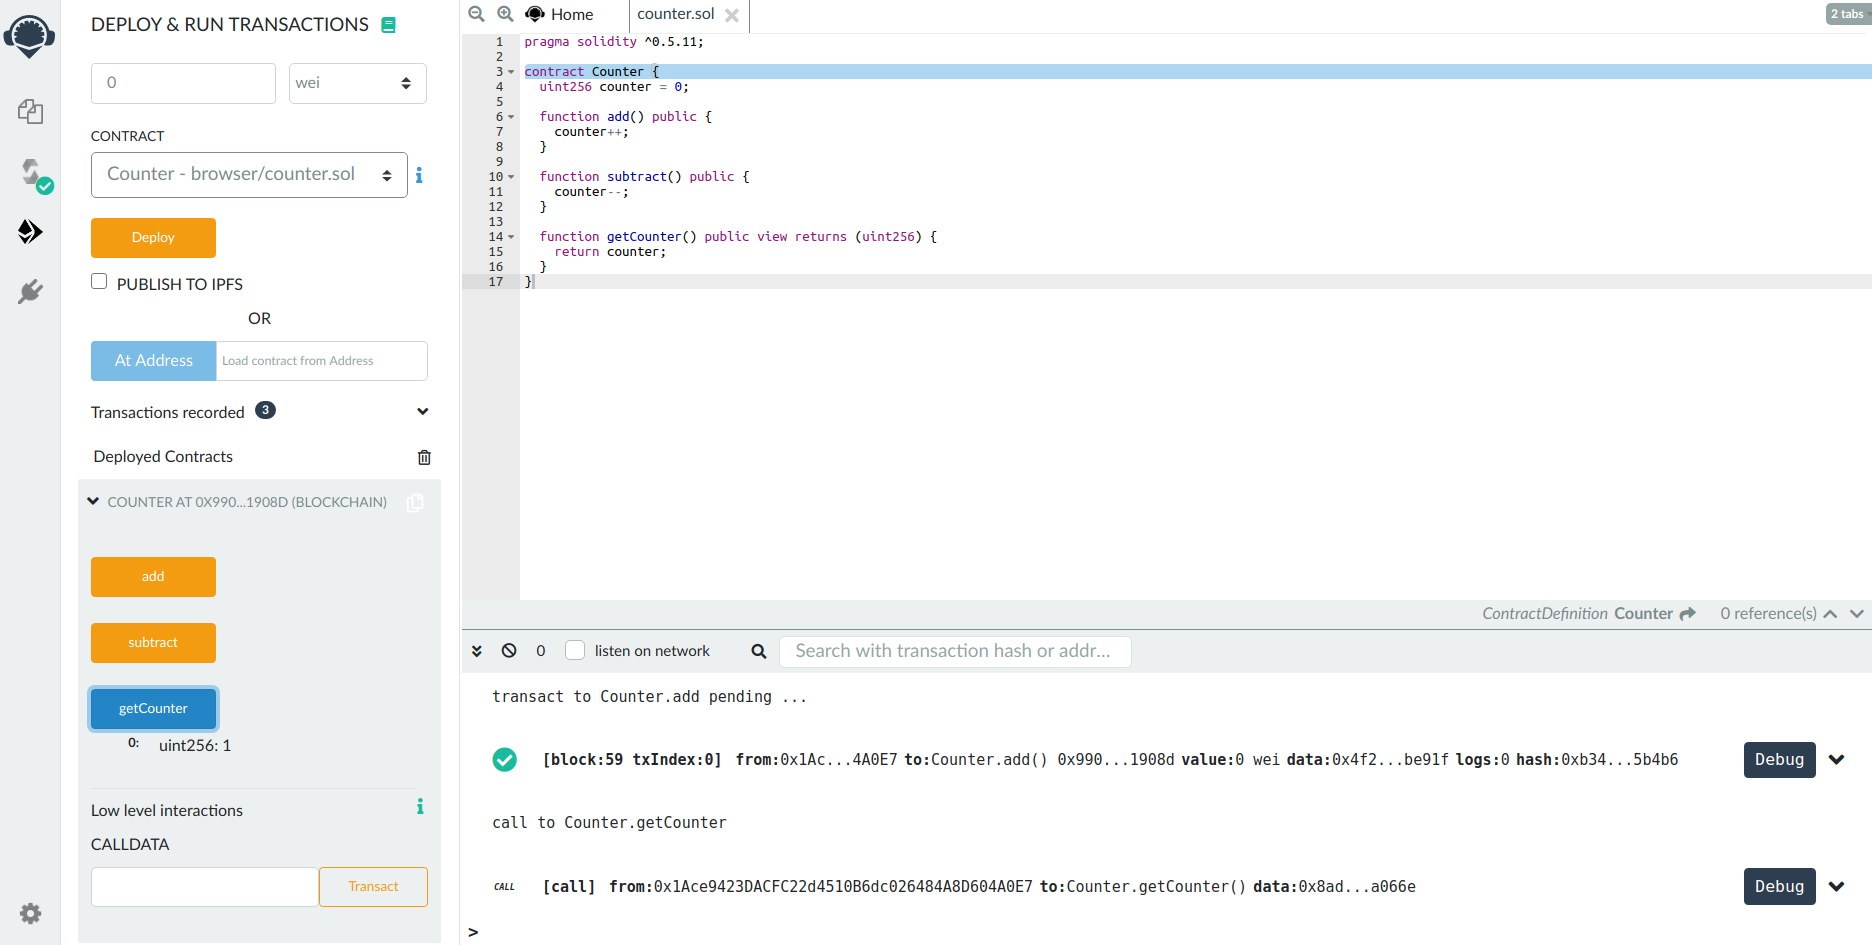 DEPLOY & RUN TRANSACTIONS
0 wei
CONTRACT
Counter - browser/counter.sol
Deploy
PUBLISH TO IPFS
OR
At Address Load contract from Address
Transactions recorded 3
Deployed Contracts
COUNTER AT 0X990...1908D (BLOCKCHAIN)
add
subtract
getCounter
0: uint256: 1
Low level interactions
CALLDATA
Transact
Home counter.sol
2 tabs
1 pragma solidity ^0.5.11;
2
3 contract Counter {
4 uint256 counter = 0;
5
6 function add() public {
7 counter++;
8 }
9
10 function subtract() public {
11 counter--;
12 }
13
14 function getCounter() public view returns (uint256) {
15 return counter;
16 }
17 }
ContractDefinition Counter 0 reference(s)
0 listen on network Search with transaction hash or addr...
transact to Counter.add pending ...
[block:59 txIndex:0] from:0x1Ac...4A0E7 to:Counter.add() 0x990...1908d value:0 wei data:0x4f2...be91f logs:0 hash:0xb34...5b4b6 Debug
call to Counter.getCounter
CALL [call] from:0x1Ace9423DACFC22d4510B6dc026484A8D604A0E7 to:Counter.getCounter() data:0x8ad...a066e Debug
>